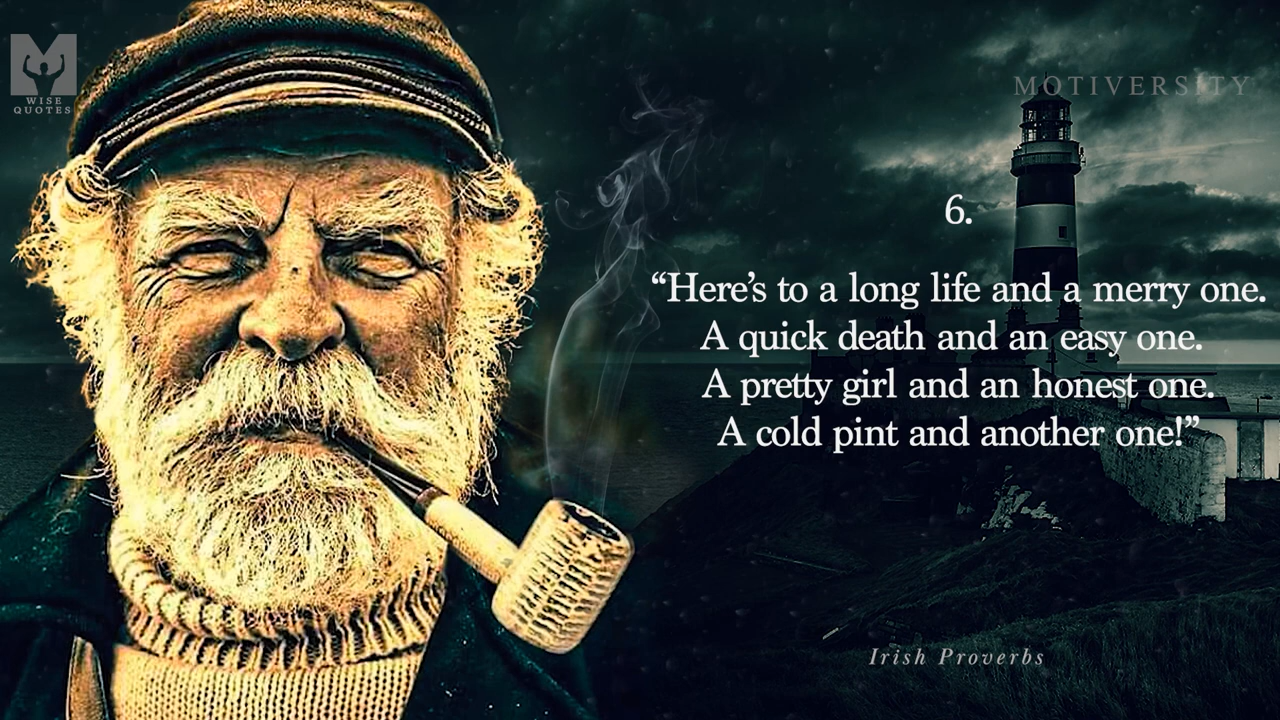 WISE
QUOTES
MOTIVERSITY
6.
“Here’s to a long life and a merry one.
A quick death and an easy one.
A pretty girl and an honest one.
A cold pint and another one!”
Irish Proverbs